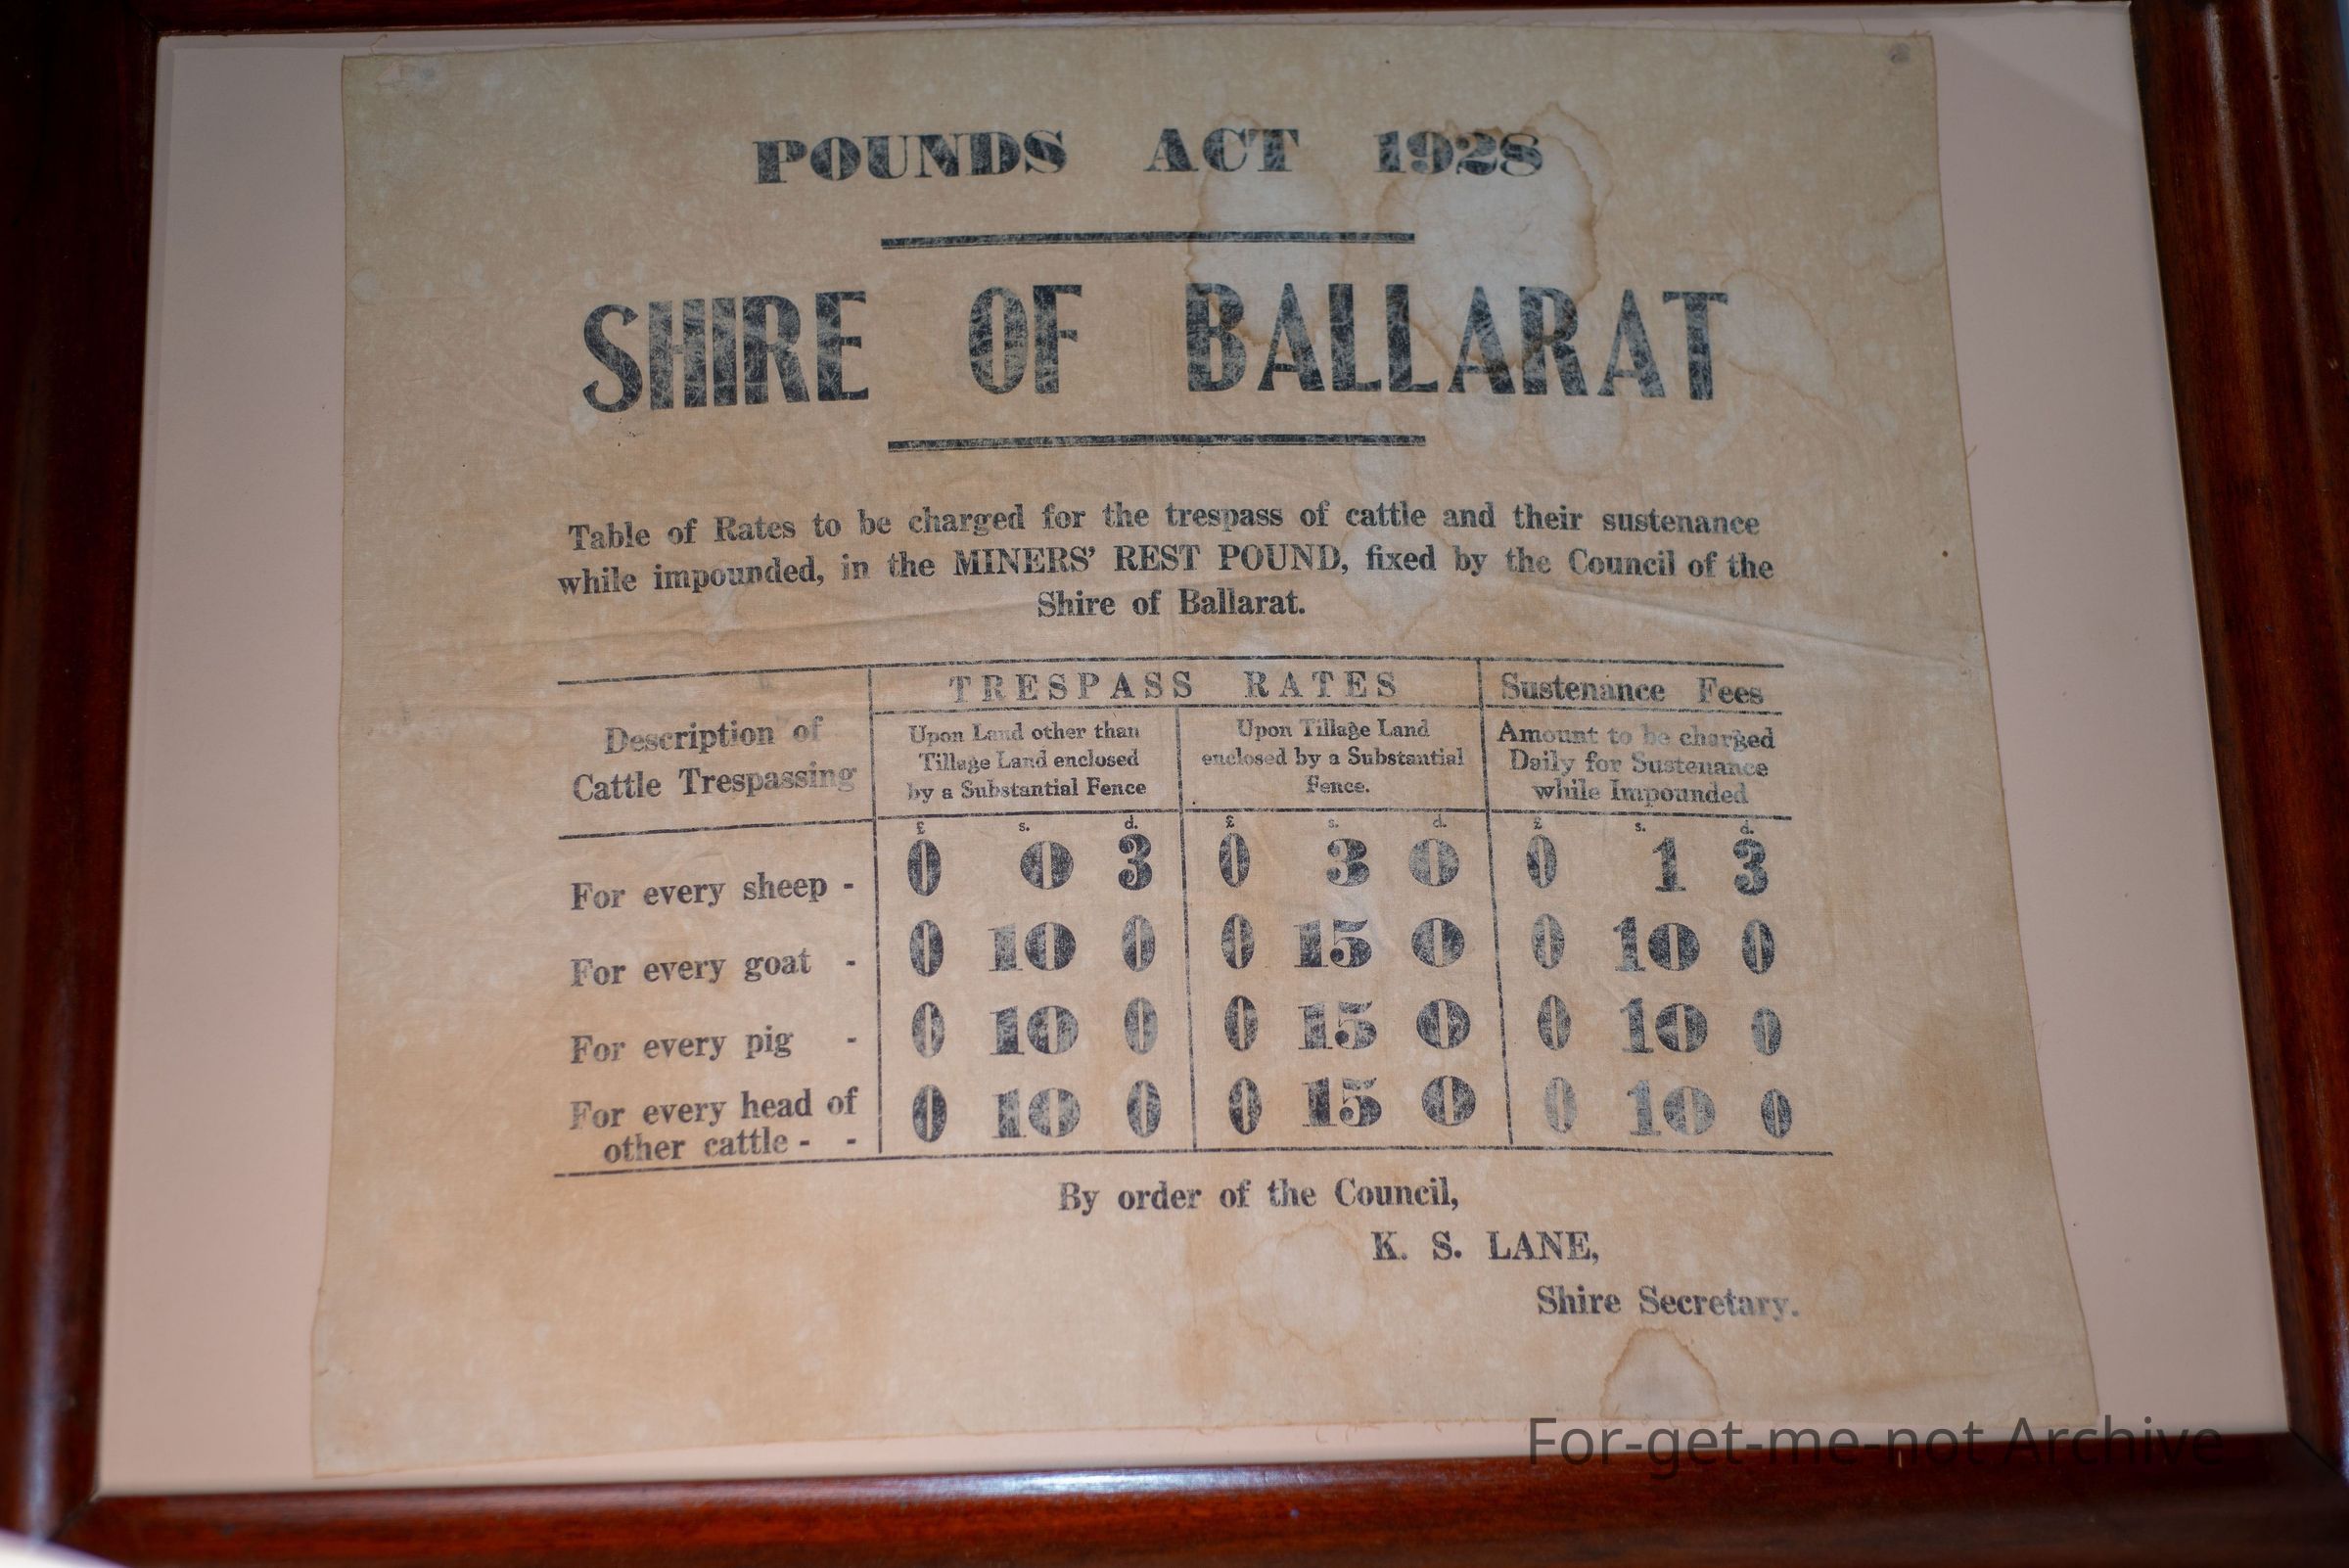 POUNDS ACT 1928
SHIRE OF BALLARAT
Table of Rates to be charged for the trespass of cattle and their sustenance
while impounded, in the MINERS' REST POUND, fixed by the Council of the
Shire of Ballarat.
TRESPASS RATES Sustenance Fees
Description of
Cattle Trespassing
Upon Land other than
Tillage Land enclosed
by a Substantial Fence
Upon Tillage Land
enclosed by a Substantial
Fence.
Amount to be charged
Daily for Sustenance
while Impounded
£ s. d. £ s. d. £ s. d.
For every sheep - 0 0 3 0 3 0 0 1 3
For every goat - 0 10 0 0 15 0 0 10 0
For every pig - 0 10 0 0 15 0 0 10 0
For every head of
other cattle - - 0 10 0 0 15 0 0 10 0
By order of the Council,
K. S. LANE,
Shire Secretary.
For-get-me-not Archive